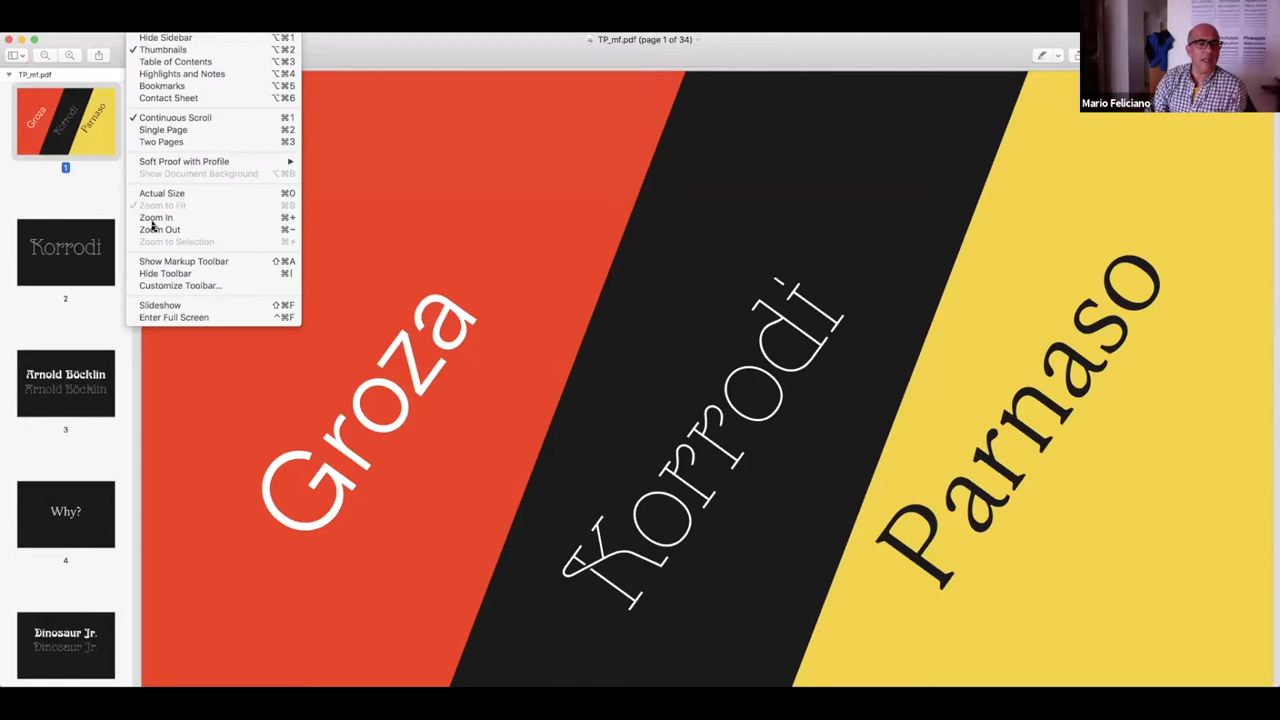 TP_mf.pdf (page 1 of 34)
TP_mf.pdf
Hide Sidebar ⌥⌘1
✓ Thumbnails ⌥⌘2
Table of Contents ⌥⌘3
Highlights and Notes ⌥⌘4
Bookmarks ⌥⌘5
Contact Sheet ⌥⌘6
✓ Continuous Scroll ⌘1
Single Page ⌘2
Two Pages ⌘3
Soft Proof with Profile ▶
Show Document Background ⌥⌘B
Actual Size ⌘0
✓ Zoom to Fit ⌘9
Zoom In ⌘+
Zoom Out ⌘−
Zoom to Selection ⌘*
Show Markup Toolbar ⇧⌘A
Hide Toolbar ⌘I
Customize Toolbar...
Slideshow ⇧⌘F
Enter Full Screen ^⌘F
Groza
Korrodi
Parnaso
1
Korrodi
2
Arnold Böcklin
Arnold Böcklin
3
Why?
4
Dinosaur Jr.
Dinosaur Jr.
Groza
Korrodi
Parnaso
Mario Feliciano